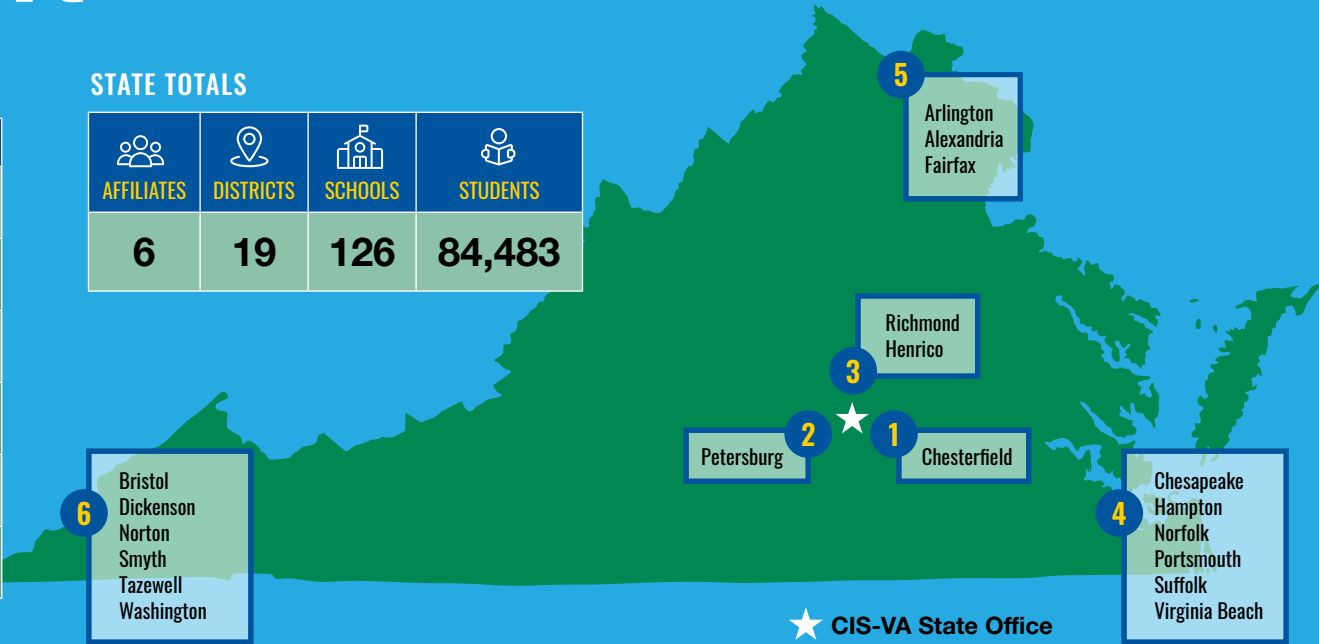 STATE TOTALS
AFFILIATES DISTRICTS SCHOOLS STUDENTS
6 19 126 84,483
5
Arlington
Alexandria
Fairfax
Richmond
Henrico
3
Petersburg
2
1
Chesterfield
6
Bristol
Dickenson
Norton
Smyth
Tazewell
Washington
4
Chesapeake
Hampton
Norfolk
Portsmouth
Suffolk
Virginia Beach
CIS-VA State Office